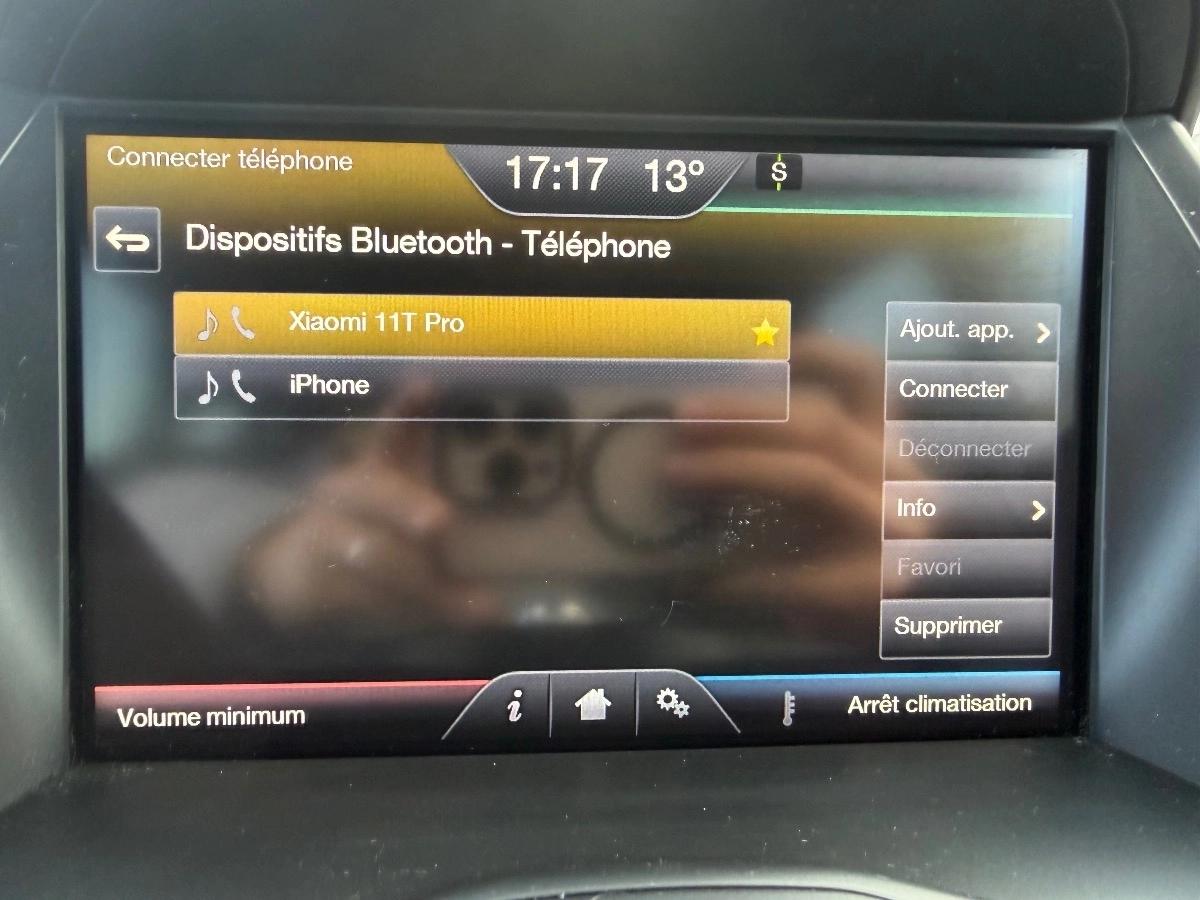 Connecter téléphone
17:17 13º S
Dispositifs Bluetooth - Téléphone
Xiaomi 11T Pro
iPhone
Ajout. app.
Connecter
Déconnecter
Info
Favori
Supprimer
Volume minimum
i
Arrêt climatisation